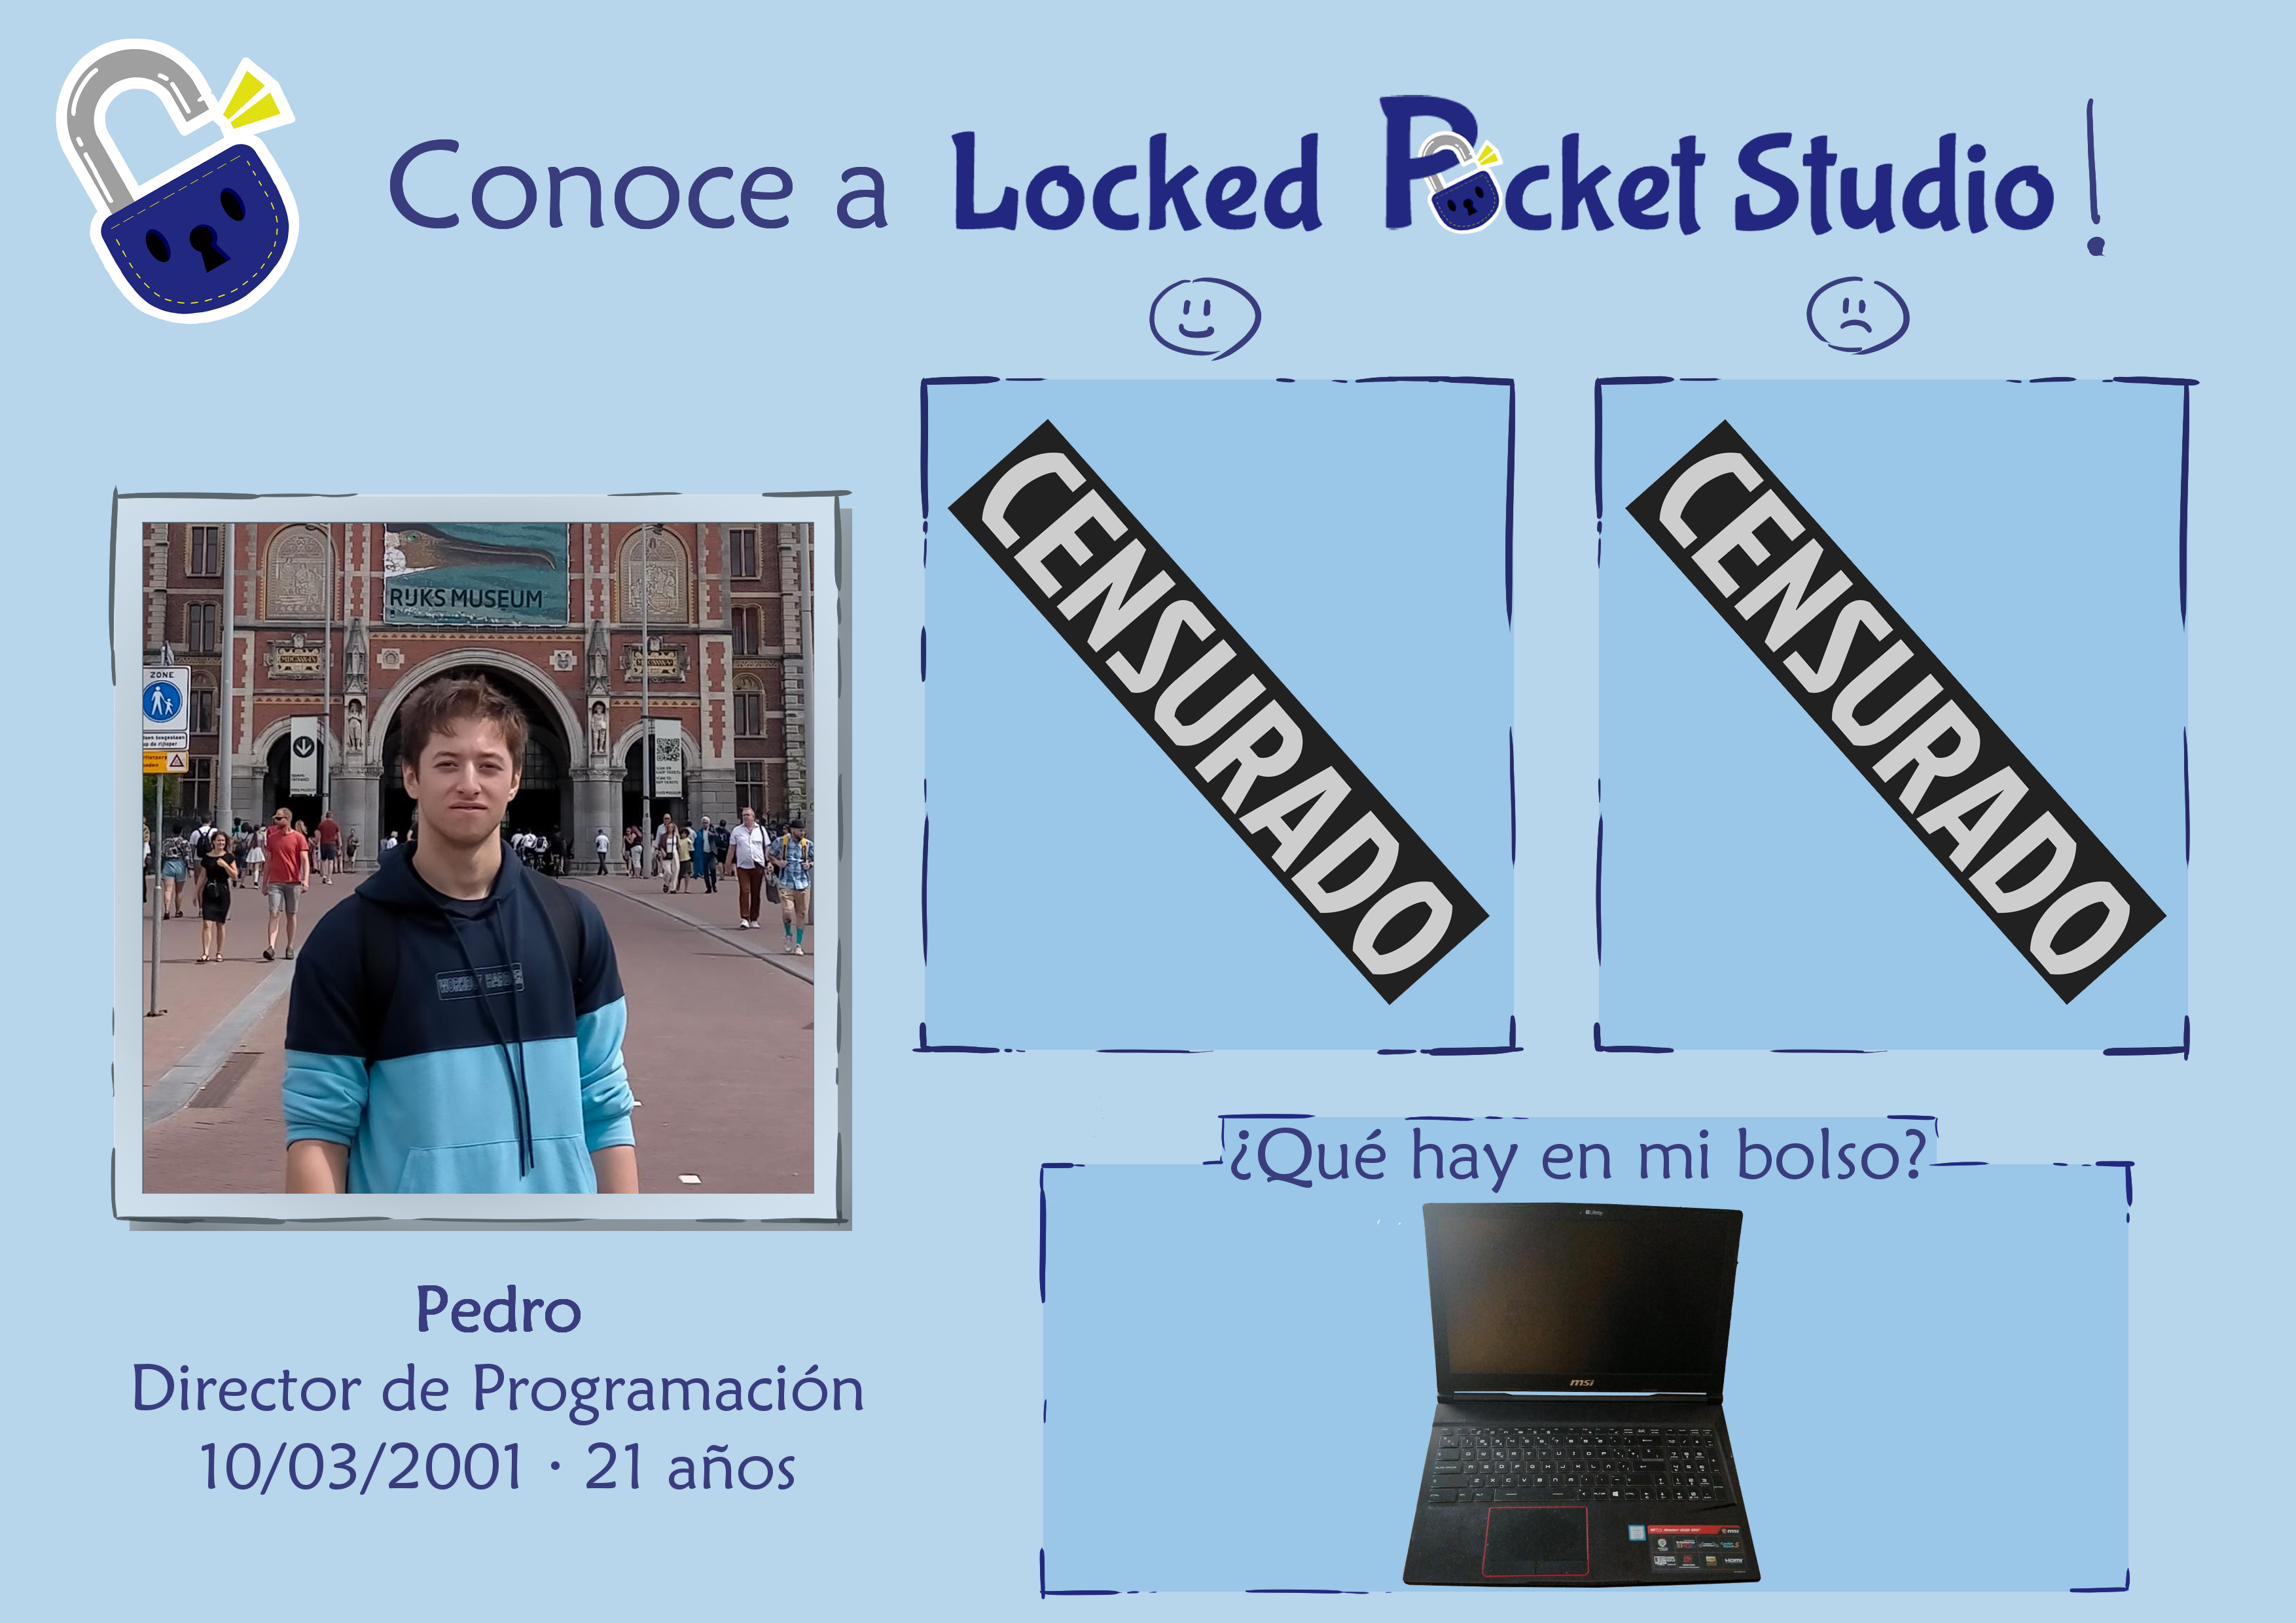 Conoce a Locked Pocket Studio!
CENSURADO
CENSURADO
RIJKS MUSEUM
ZONE
¿Qué hay en mi bolso?
msi
Pedro
Director de Programación
10/03/2001 · 21 años